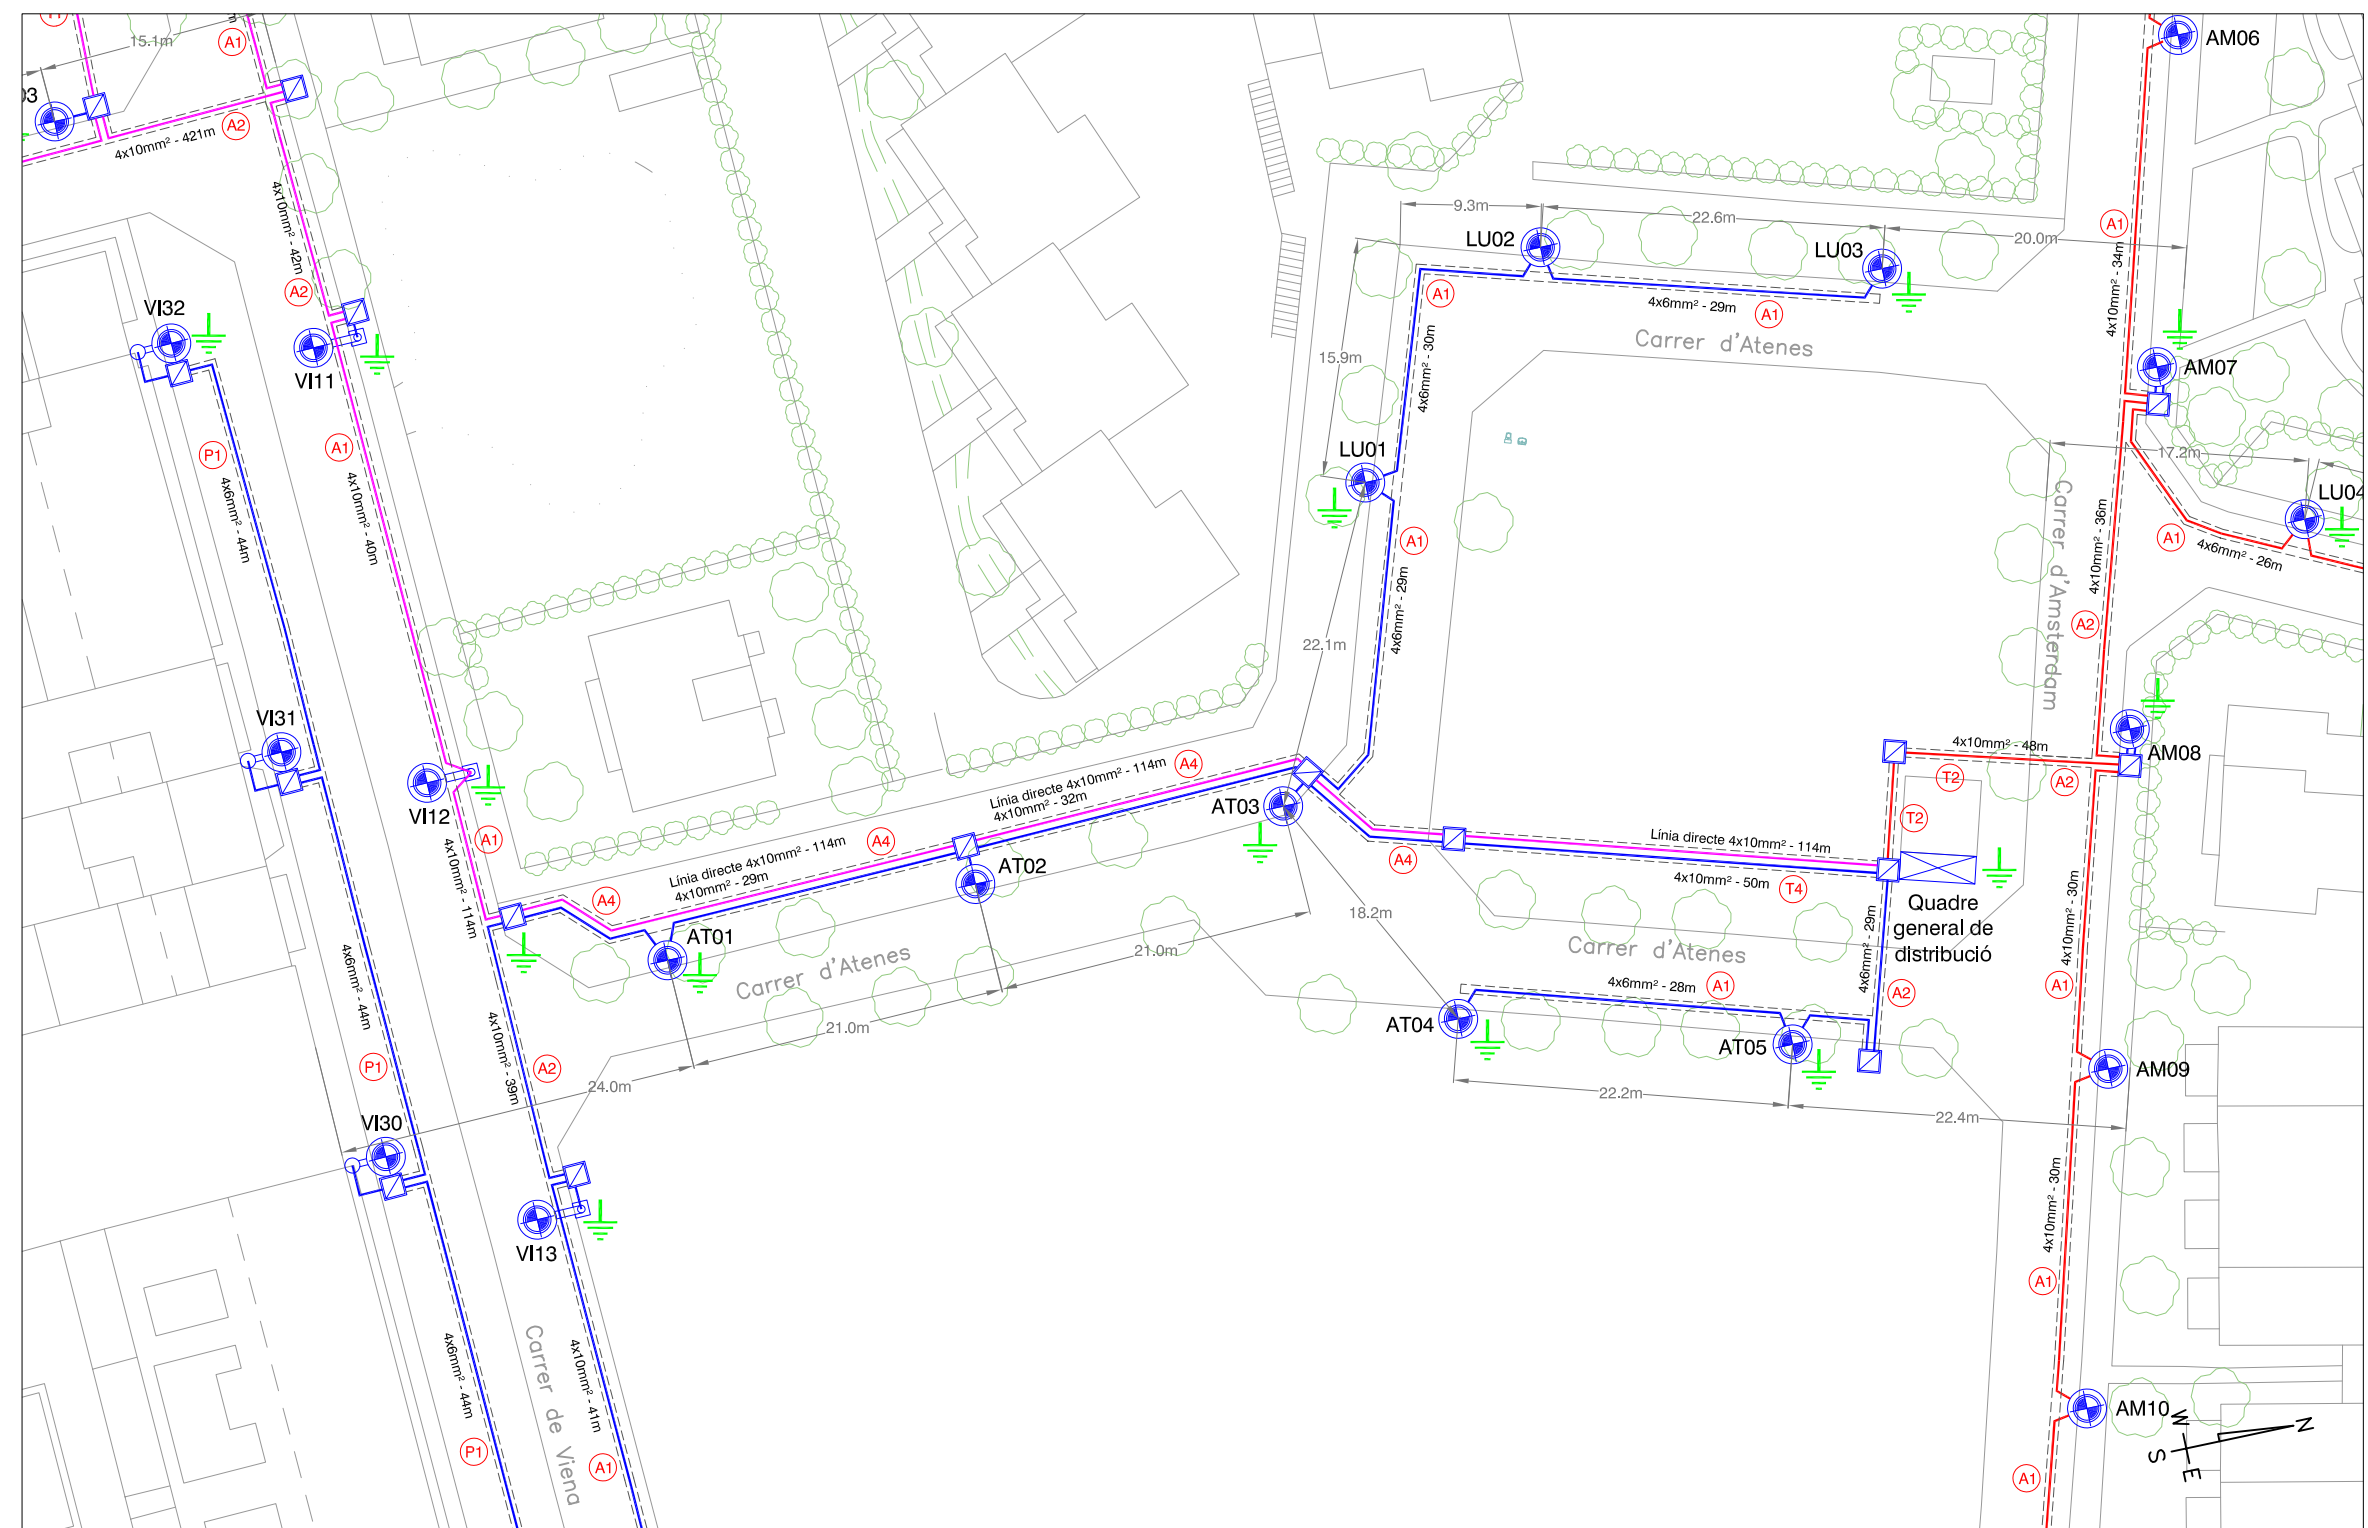 15.1m
A1
AM06
03
A2
4x10mm² - 421m
4x10mm² - 42m
A2
VI32
VI11
P1
A1
4x6mm² - 44m
4x10mm² - 40m
9.3m
22.6m
20.0m
LU02
LU03
A1
A1
4x6mm² - 29m
A1
4x10mm² - 34m
Carrer d'Atenes
15.9m
4x6mm² - 30m
AM07
LU01
17.2m
LU04
A1
A1
4x6mm² - 26m
4x10mm² - 36m
Carrer d'Amsterdam
4x6mm² - 29m
22.1m
A2
VI31
VI12
A1
4x10mm² - 114m
Línia directe 4x10mm² - 114m
4x10mm² - 32m
A4
AT03
4x10mm² - 48m
T2
A2
AM08
T2
Línia directe 4x10mm² - 114m
4x10mm² - 29m
A4
A4
AT02
A4
Línia directe 4x10mm² - 114m
4x10mm² - 50m
T4
Quadre
general de
distribució
AT01
Carrer d'Atenes
21.0m
21.0m
24.0m
18.2m
Carrer d'Atenes
4x6mm² - 28m
A1
4x6mm² - 29m
A2
AT04
AT05
22.2m
22.4m
4x10mm² - 30m
A1
AM09
4x6mm² - 44m
P1
4x10mm² - 39m
A2
VI30
VI13
4x10mm² - 30m
A1
AM10
A1
4x6mm² - 44m
P1
Carrer de Viena
4x10mm² - 41m
A1
W
N
S
E